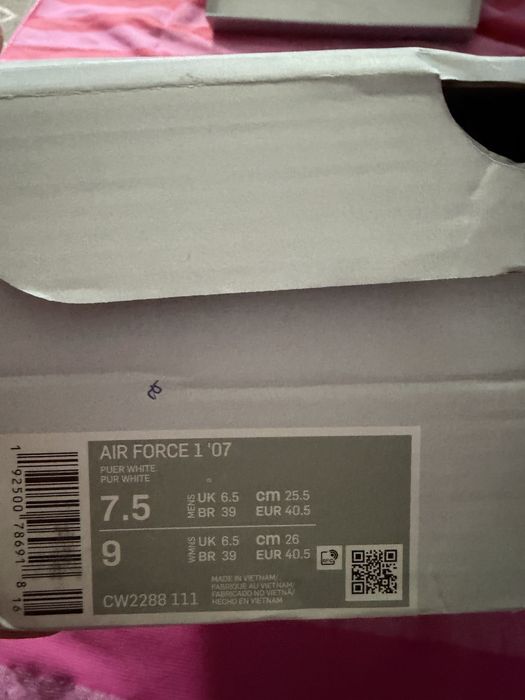 AIR FORCE 1 '07
PUER WHITE
PUR WHITE
7.5 MENS UK 6.5 cm 25.5
BR 39 EUR 40.5
9 WMNS UK 6.5 cm 26
BR 39 EUR 40.5
MADE IN VIETNAM/
FABRIQUE AU VIETNAM/
FABRICADO NO VIETNÃ/
HECHO EN VIETNAM
CW2288 111
1 92500 78691 8 16